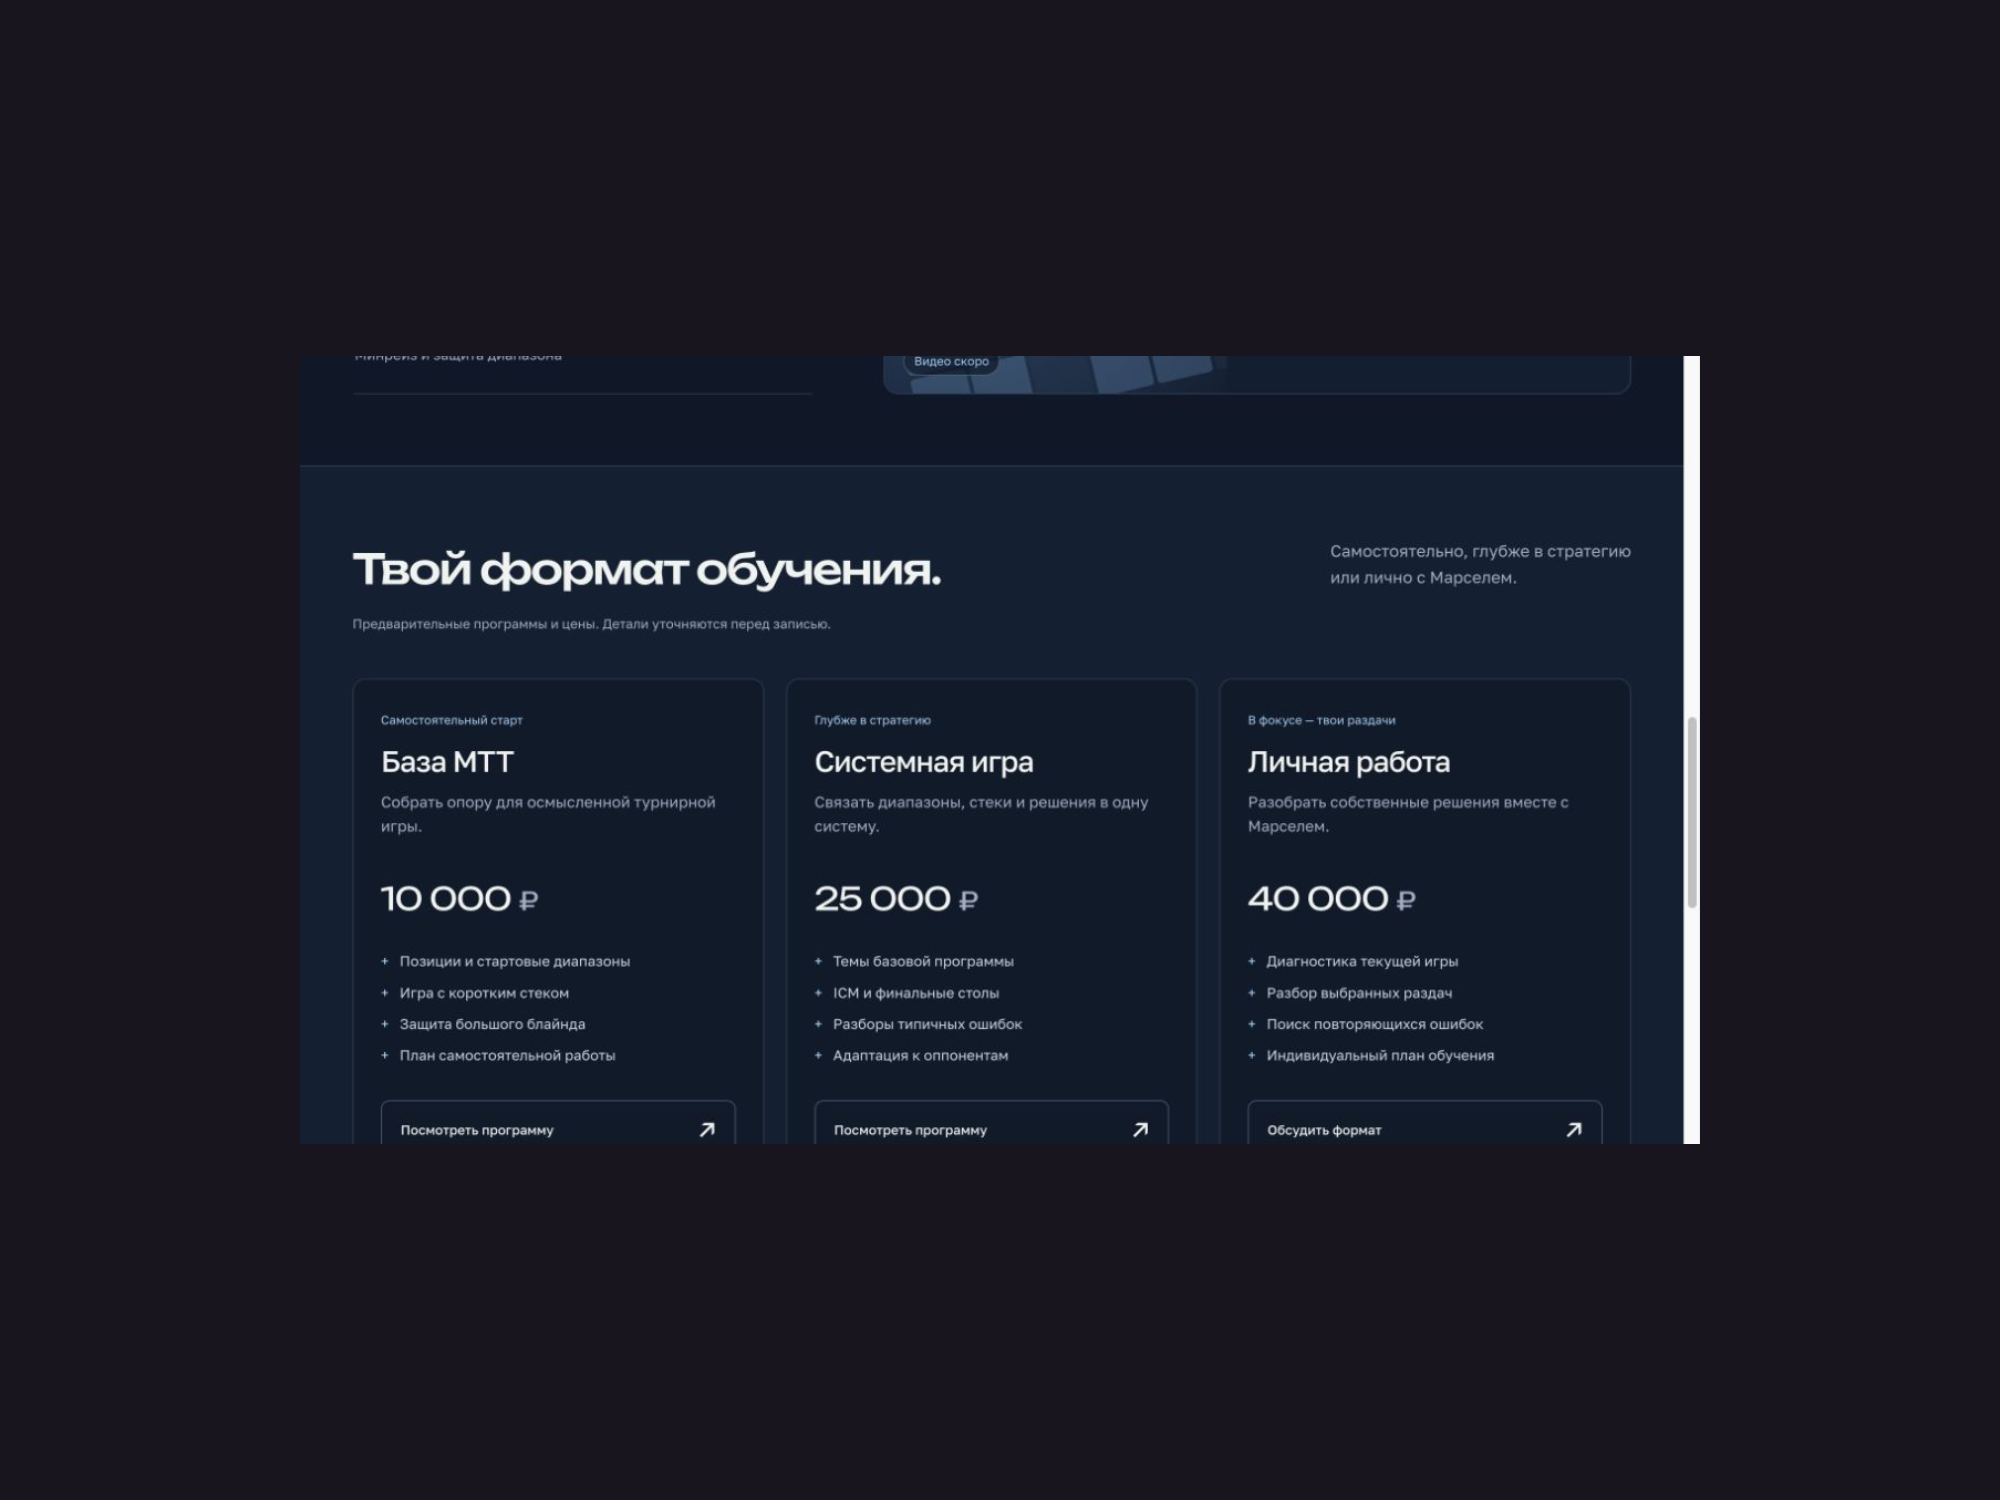 Минрейз и защита диапазона
Видео скоро
Твой формат обучения.
Самостоятельно, глубже в стратегию
или лично с Марселем.
Предварительные программы и цены. Детали уточняются перед записью.
Самостоятельный старт
База МТТ
Собрать опору для осмысленной турнирной
игры.
10 000 ₽
+ Позиции и стартовые диапазоны
+ Игра с коротким стеком
+ Защита большого блайнда
+ План самостоятельной работы
Посмотреть программу
Глубже в стратегию
Системная игра
Связать диапазоны, стеки и решения в одну
систему.
25 000 ₽
+ Темы базовой программы
+ ICM и финальные столы
+ Разборы типичных ошибок
+ Адаптация к оппонентам
Посмотреть программу
В фокусе — твои раздачи
Личная работа
Разобрать собственные решения вместе с
Марселем.
40 000 ₽
+ Диагностика текущей игры
+ Разбор выбранных раздач
+ Поиск повторяющихся ошибок
+ Индивидуальный план обучения
Обсудить формат